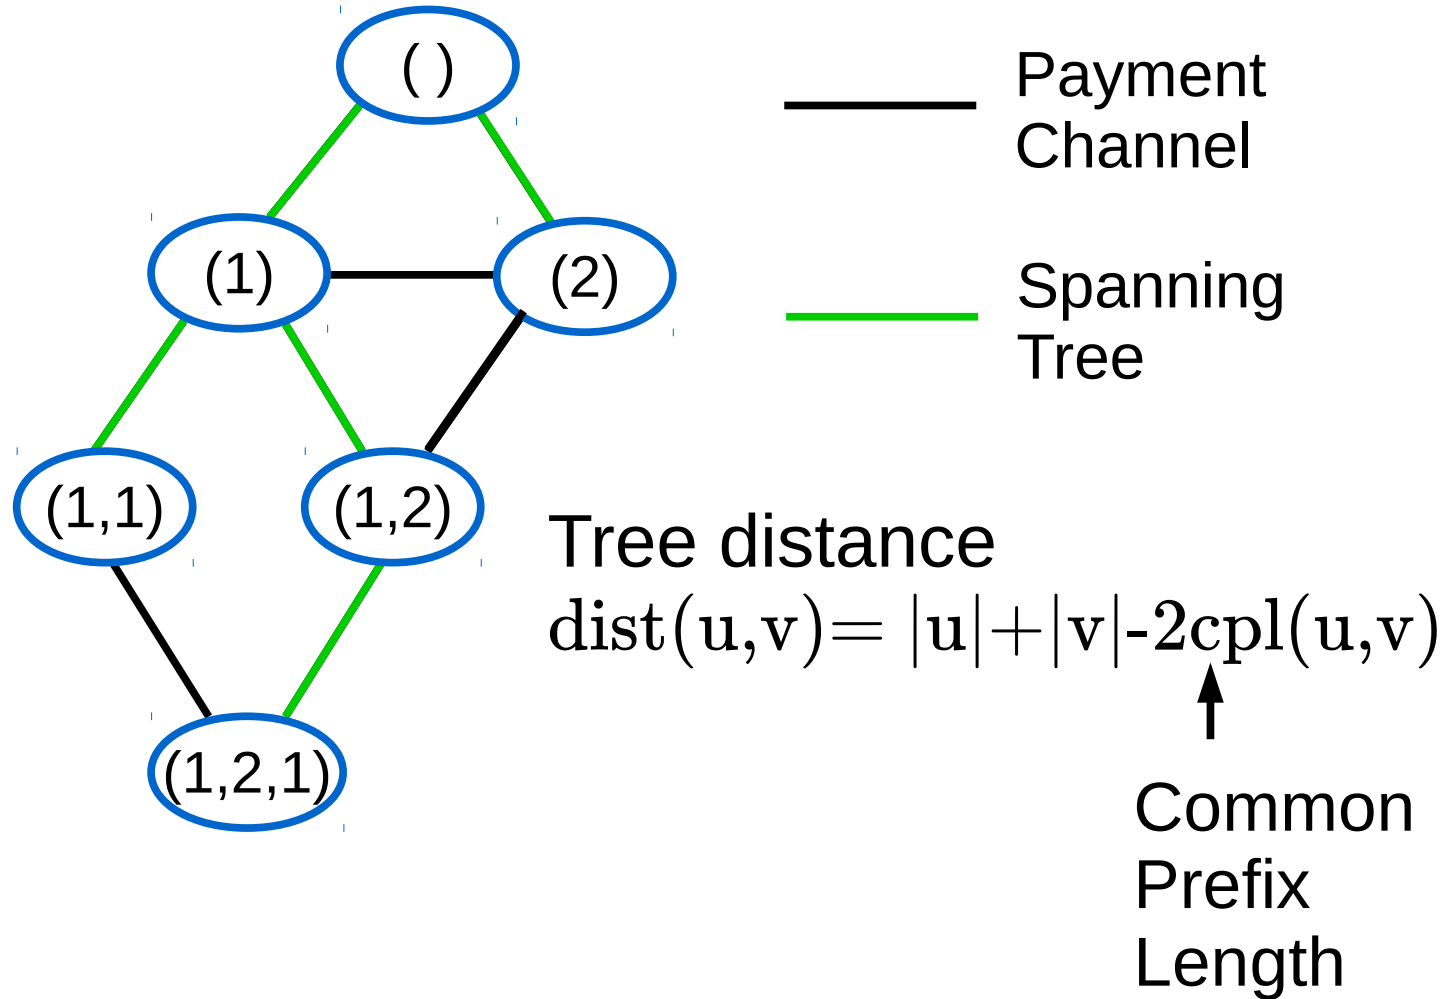 ( )
(1)
(2)
(1,1)
(1,2)
(1,2,1)
Payment
Channel
Spanning
Tree
Tree distance
dist(u,v)= |u|+|v|-2cpl(u,v)
Common
Prefix
Length